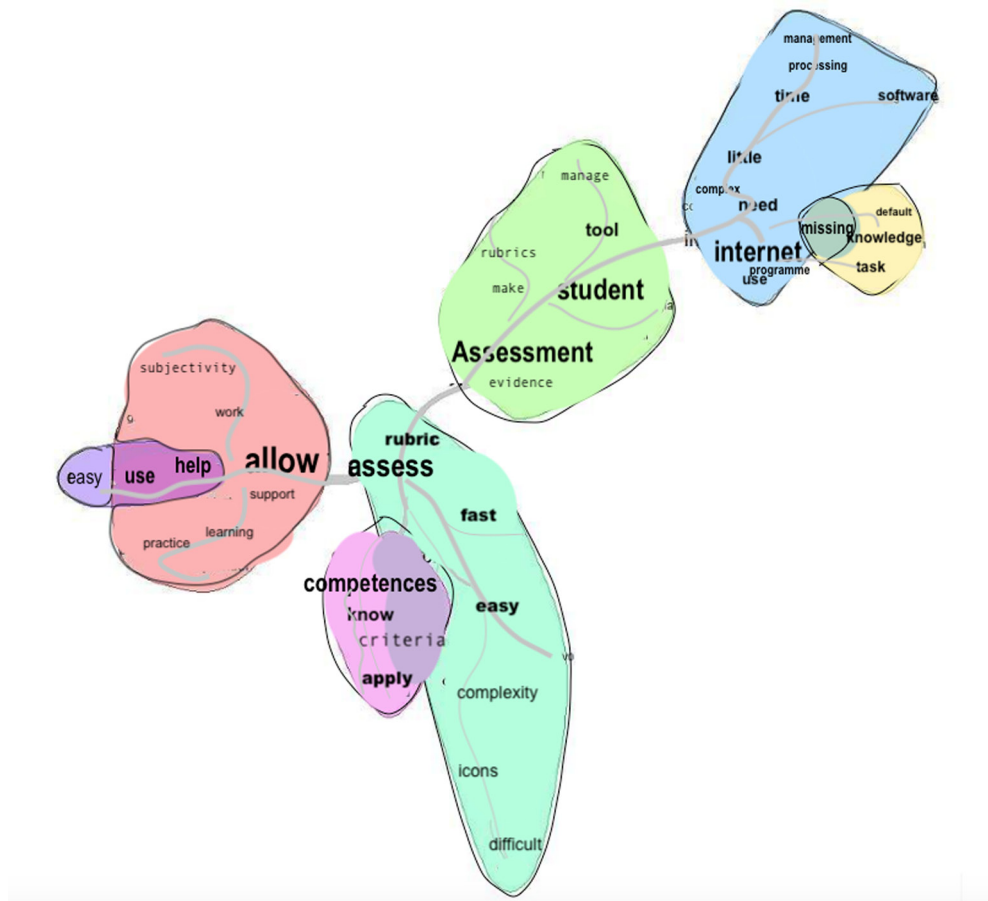 management
processing
time
software
little
complex
need
missing
default
knowledge
internet
task
programme
use
manage
tool
rubrics
make
student
Assessment
evidence
subjectivity
work
allow
easy
use
help
support
learning
practice
rubric
assess
fast
competences
know
criteria
apply
easy
complexity
icons
difficult